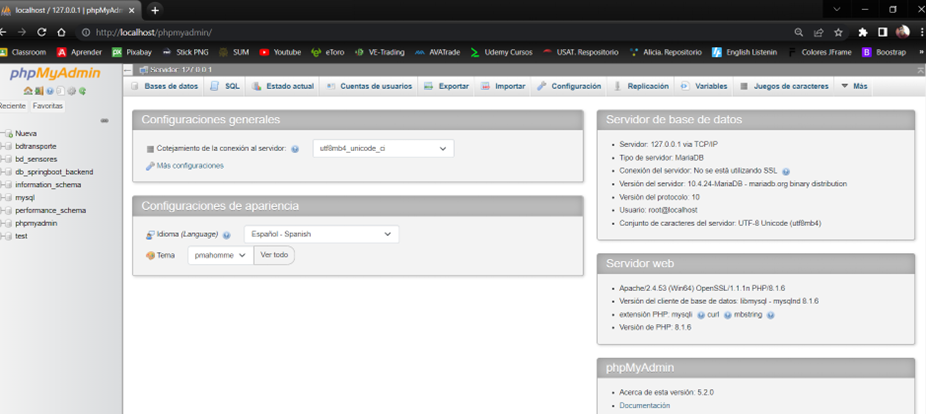 localhost / 127.0.0.1 | phpMyAdmin
http://localhost/phpmyadmin/
Classroom Aprender Pixabay Stick PNG SUM Youtube eToro VE-Trading AVATrade Udemy Cursos USAT. Respositorio Alicia. Repositorio English Listenin Colores JFrame Boostrap
phpMyAdmin
Reciente Favoritas
Nueva
bdtransporte
bd_sensores
db_springboot_backend
information_schema
mysql
performance_schema
phpmyadmin
test
Servidor: 127.0.0.1
Bases de datos SQL Estado actual Cuentas de usuarios Exportar Importar Configuración Replicación Variables Juegos de caracteres Más
Configuraciones generales
Cotejamiento de la conexión al servidor: utf8mb4_unicode_ci
Más configuraciones
Configuraciones de apariencia
Idioma (Language) Español - Spanish
Tema pmahomme Ver todo
Servidor de base de datos
• Servidor: 127.0.0.1 via TCP/IP
• Tipo de servidor: MariaDB
• Conexión del servidor: No se está utilizando SSL
• Versión del servidor: 10.4.24-MariaDB - mariadb.org binary distribution
• Versión del protocolo: 10
• Usuario: root@localhost
• Conjunto de caracteres del servidor: UTF-8 Unicode (utf8mb4)
Servidor web
• Apache/2.4.53 (Win64) OpenSSL/1.1.1n PHP/8.1.6
• Versión del cliente de base de datos: libmysql - mysqlnd 8.1.6
• extensión PHP: mysqli curl mbstring
• Versión de PHP: 8.1.6
phpMyAdmin
• Acerca de esta versión: 5.2.0
• Documentación